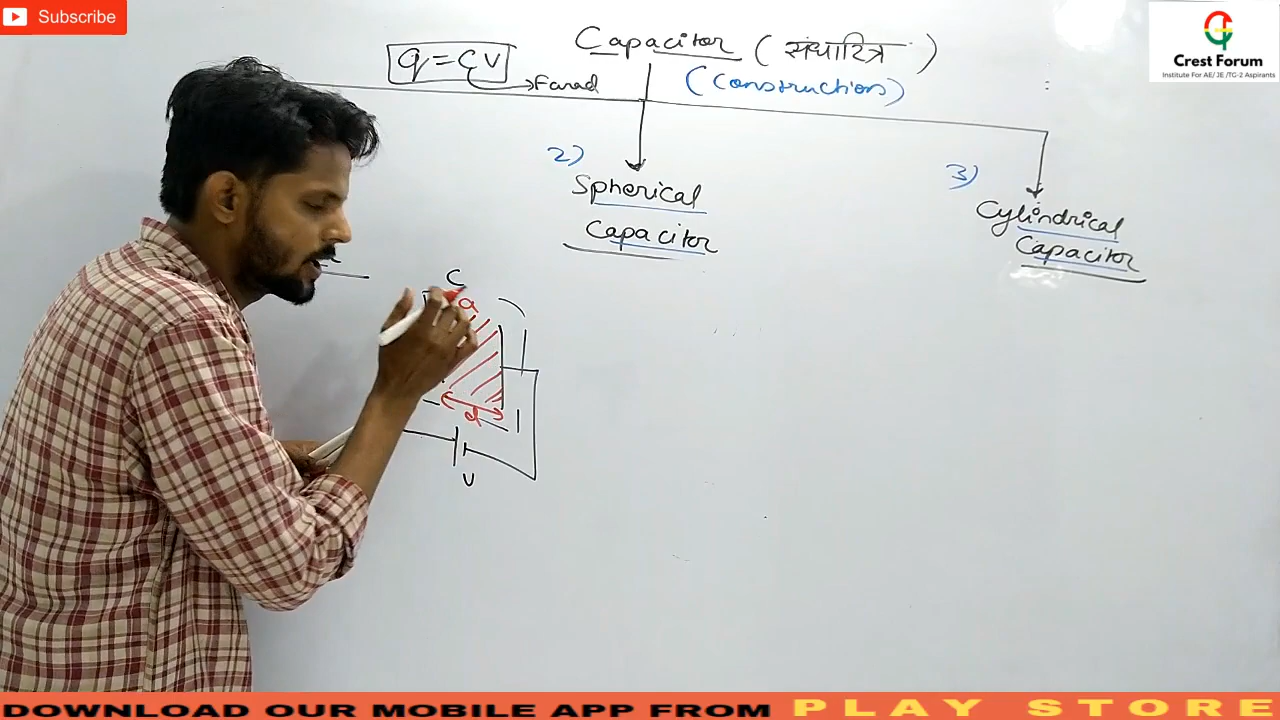 Subscribe
Capacitor (संधारित्र)
q = CV
Farad
(Construction)
Crest Forum
Institute For AE/ JE /TG-2 Aspirants
2)
Spherical
Capacitor
3)
Cylindrical
Capacitor
C
a
d
V
DOWNLOAD OUR MOBILE APP FROM PLAY STORE